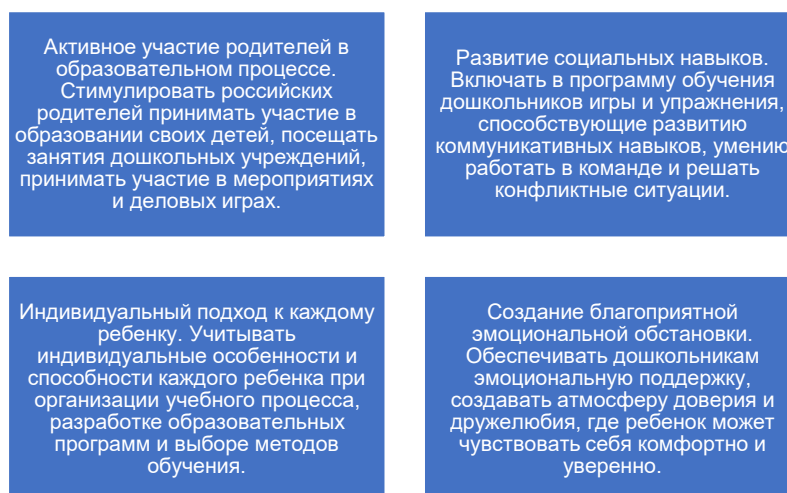 Активное участие родителей в
образовательном процессе.
Стимулировать российских
родителей принимать участие в
образовании своих детей, посещать
занятия дошкольных учреждений,
принимать участие в мероприятиях
и деловых играх.
Развитие социальных навыков.
Включать в программу обучения
дошкольников игры и упражнения,
способствующие развитию
коммуникативных навыков, умению
работать в команде и решать
конфликтные ситуации.
Индивидуальный подход к каждому
ребенку. Учитывать
индивидуальные особенности и
способности каждого ребенка при
организации учебного процесса,
разработке образовательных
программ и выборе методов
обучения.
Создание благоприятной
эмоциональной обстановки.
Обеспечивать дошкольникам
эмоциональную поддержку,
создавать атмосферу доверия и
дружелюбия, где ребенок может
чувствовать себя комфортно и
уверенно.